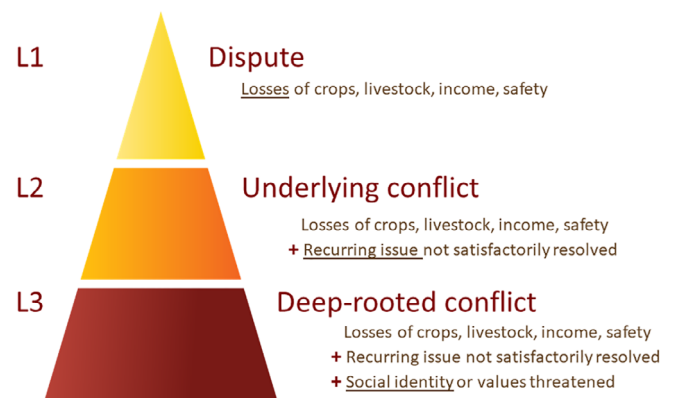 L1 Dispute
Losses of crops, livestock, income, safety
L2 Underlying conflict
Losses of crops, livestock, income, safety
+ Recurring issue not satisfactorily resolved
L3 Deep-rooted conflict
Losses of crops, livestock, income, safety
+ Recurring issue not satisfactorily resolved
+ Social identity or values threatened